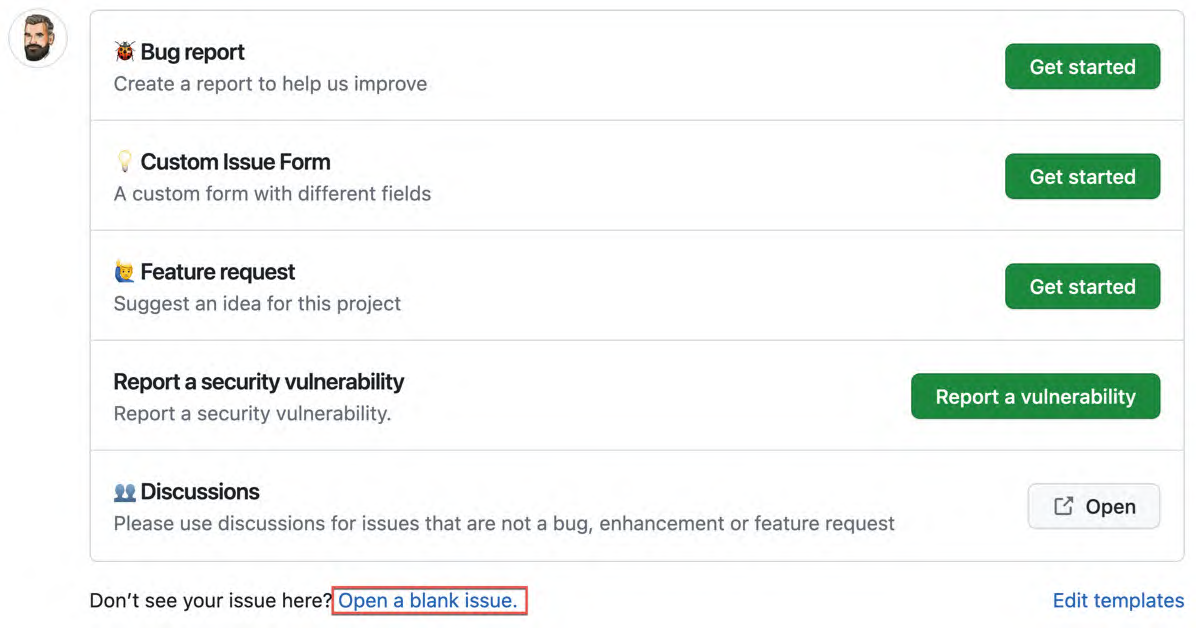 Bug report
Create a report to help us improve
Get started
Custom Issue Form
A custom form with different fields
Get started
Feature request
Suggest an idea for this project
Get started
Report a security vulnerability
Report a security vulnerability.
Report a vulnerability
Discussions
Please use discussions for issues that are not a bug, enhancement or feature request
Open
Don’t see your issue here? Open a blank issue.
Edit templates